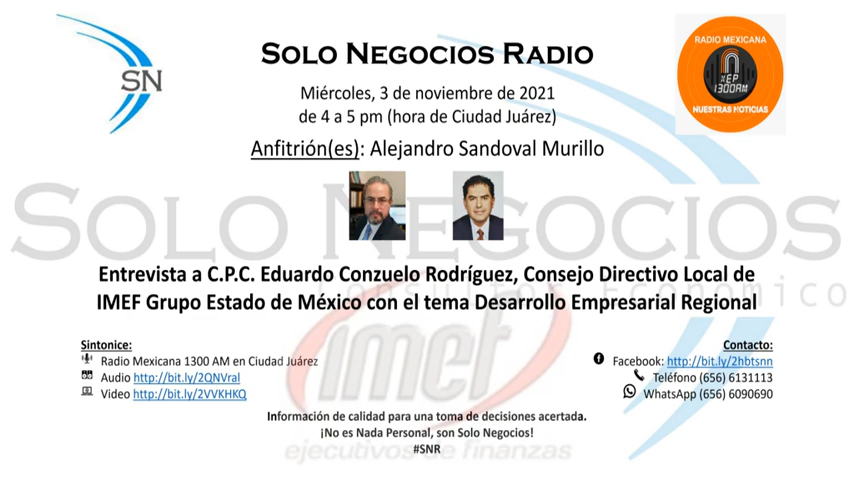 SN
SOLO NEGOCIOS RADIO
RADIO MEXICANA
XEP
1300AM
NUESTRAS NOTICIAS
Miércoles, 3 de noviembre de 2021
de 4 a 5 pm (hora de Ciudad Juárez)
Anfitrión(es): Alejandro Sandoval Murillo
SOLO NEGOCIOS
Consultor Económico
Entrevista a C.P.C. Eduardo Conzuelo Rodríguez, Consejo Directivo Local de
IMEF Grupo Estado de México con el tema Desarrollo Empresarial Regional
Sintonice:
Radio Mexicana 1300 AM en Ciudad Juárez
Audio http://bit.ly/2QNVral
Video http://bit.ly/2VVKHKQ
Contacto:
Facebook: http://bit.ly/2hbtsnn
Teléfono (656) 6131113
WhatsApp (656) 6090690
imef
ejecutivos de finanzas
Información de calidad para una toma de decisiones acertada.
¡No es Nada Personal, son Solo Negocios!
#SNR